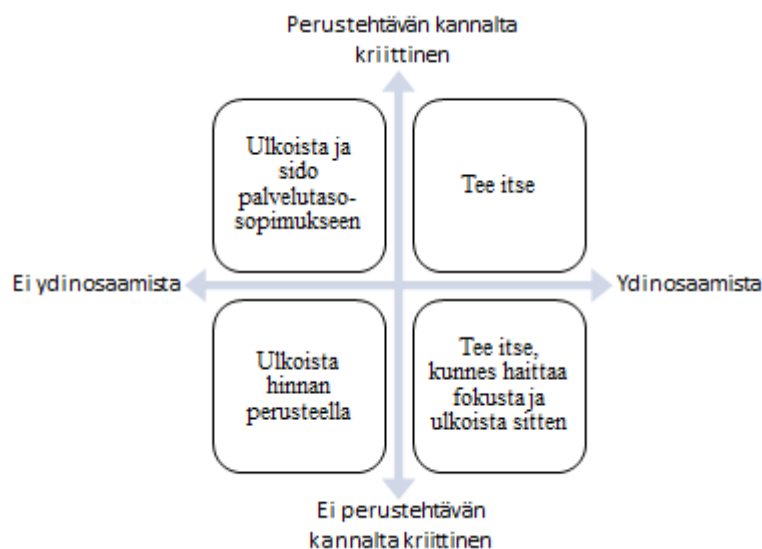 Perustehtävän kannalta
kriittinen
Ulkoista ja
sido
palvelutaso-
sopimukseen
Tee itse
Ei ydinosaamista
Ydinosaamista
Ulkoista
hinnan
perusteella
Tee itse,
kunnes haittaa
fokusta ja
ulkoista sitten
Ei perustehtävän
kannalta kriittinen